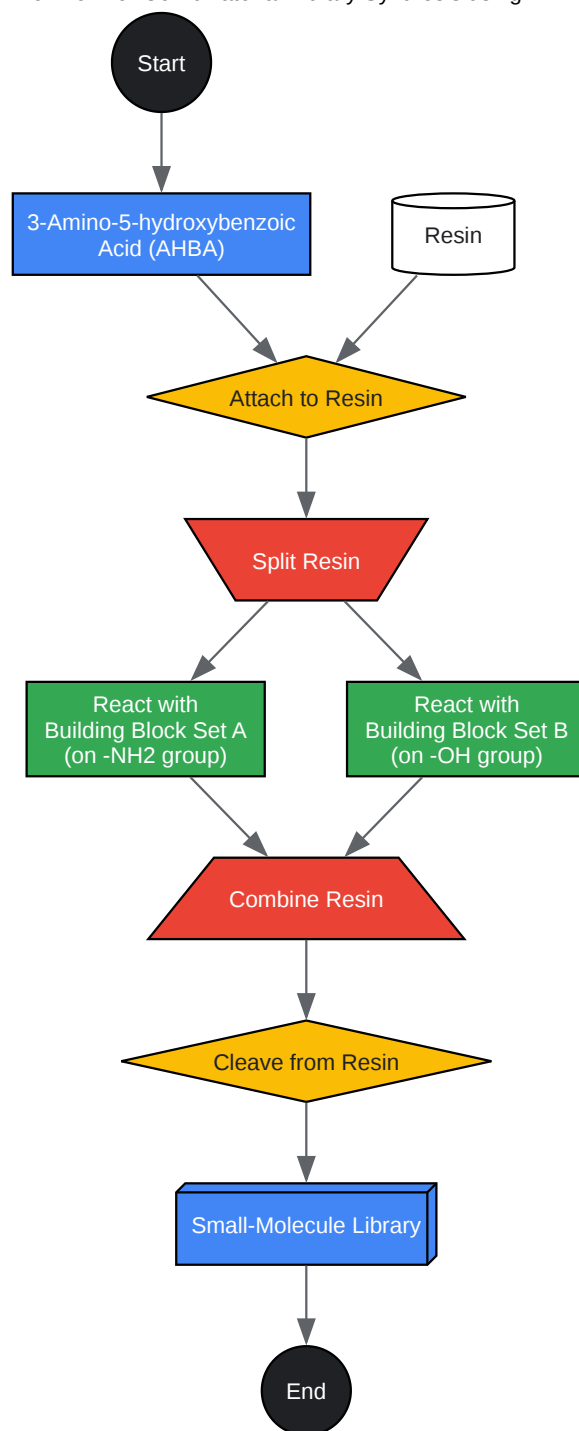 Start
3-Amino-5-hydroxybenzoic
Acid (AHBA)
Resin
Attach to Resin
Split Resin
React with
Building Block Set A
(on -NH2 group)
React with
Building Block Set B
(on -OH group)
Combine Resin
Cleave from Resin
Small-Molecule Library
End